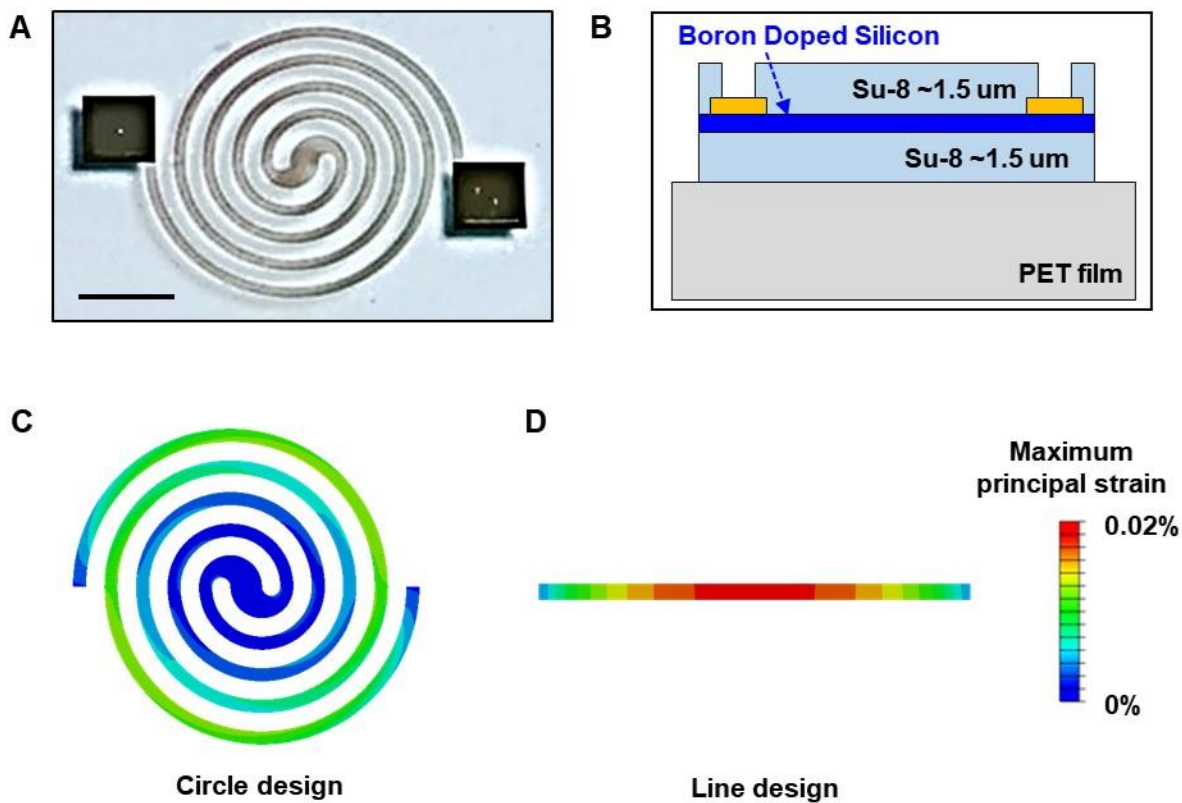 A
B
Boron Doped Silicon
Su-8 ~1.5 um
Su-8 ~1.5 um
PET film
C
D
Maximum
principal strain
0.02%
0%
Circle design
Line design